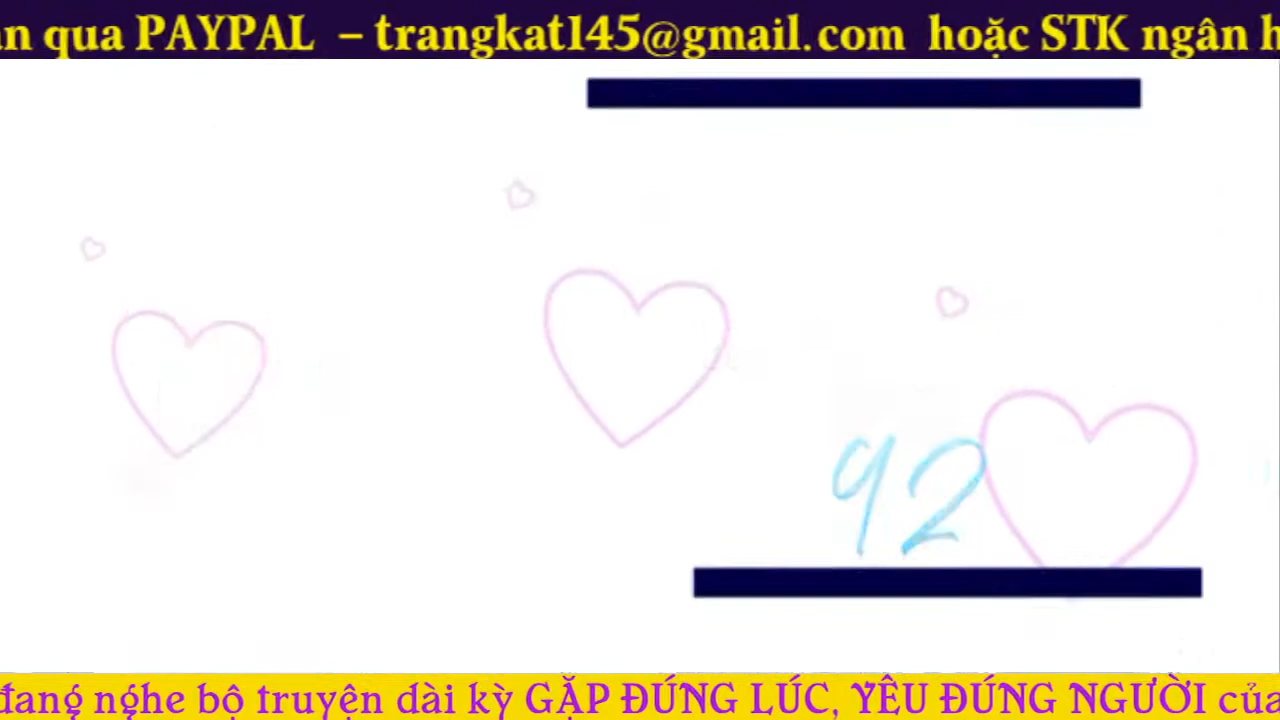 qua PAYPAL – trangkat145@gmail.com hoặc STK ngân
92
đang nghe bộ truyện dài kỳ GẶP ĐÚNG LÚC, YÊU ĐÚNG NGƯỜI của